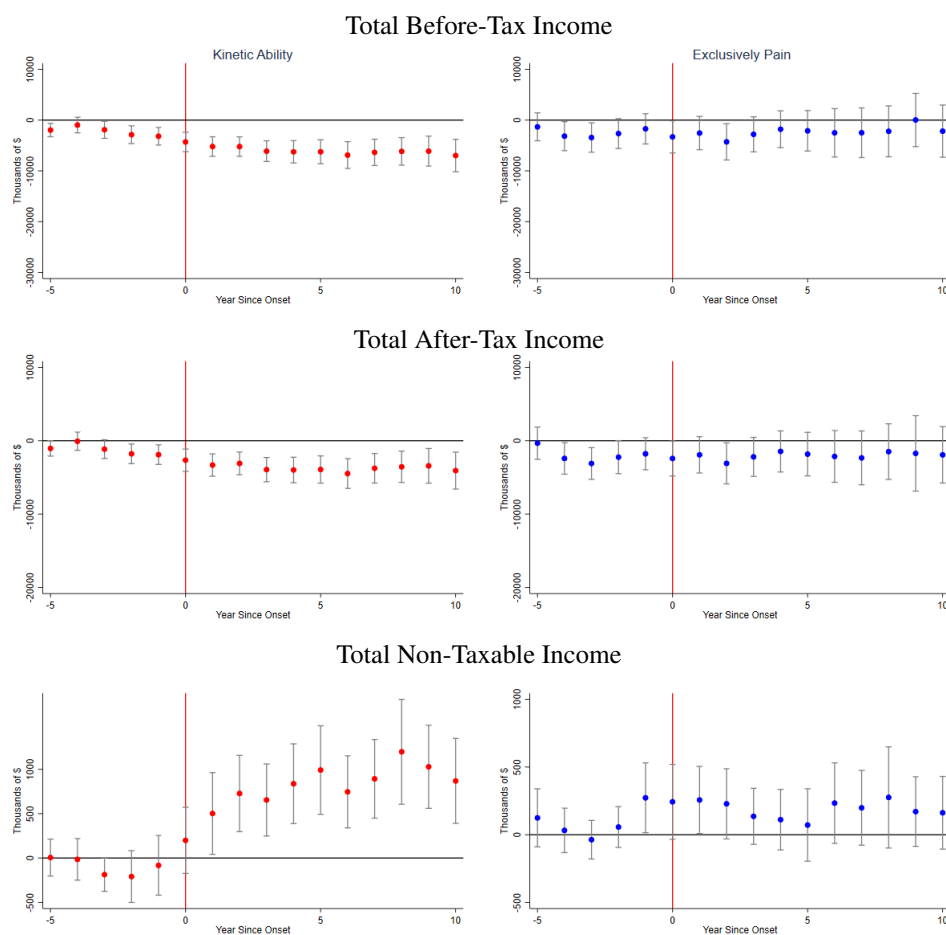 Total Before-Tax Income
Kinetic Ability
Exclusively Pain
Thousands of $
10000
0
-10000
-20000
-30000
-5
0
5
10
Year Since Onset
Thousands of $
10000
0
-10000
-20000
-30000
-5
0
5
10
Year Since Onset
Total After-Tax Income
Thousands of $
10000
0
-10000
-20000
-5
0
5
10
Year Since Onset
Thousands of $
10000
0
-10000
-20000
-5
0
5
10
Year Since Onset
Total Non-Taxable Income
Thousands of $
1000
500
0
-500
-5
0
5
10
Year Since Onset
Thousands of $
1000
500
0
-500
-5
0
5
10
Year Since Onset